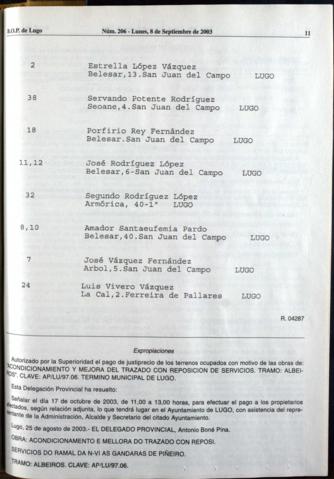 B.O.P. de Lugo Núm. 206 - Lunes, 8 de Septiembre de 2003 11
2 Estrella López Vázquez
Belesar,13.San Juan del Campo LUGO
38 Servando Potente Rodríguez
Seoane,4.San Juan del Campo LUGO
18 Porfirio Rey Fernández
Belesar.San Juan del Campo LUGO
11,12 José Rodríguez López
Belesar,6-San Juan del Campo LUGO
32 Segundo Rodríguez López
Armórica, 40-1º LUGO
8,10 Amador Santaeufemia Pardo
Belesar,40.San Juan del Campo LUGO
7 José Vázquez Fernández
Arbol,5.San Juan del Campo LUGO
24 Luis Vivero Vázquez
La Cal,2.Ferreira de Pallares LUGO
R. 04287
Expropiaciones
Autorizado por la Superioridad el pago de justiprecio de los terrenos ocupados con motivo de las obras de:
"ACONDICIONAMIENTO Y MEJORA DEL TRAZADO CON REPOSICION DE SERVICIOS. TRAMO: ALBEI-
ROS". CLAVE: AP/LU/97.06. TERMINO MUNICIPAL DE LUGO.
Esta Delegación Provincial ha resuelto:
Señalar el día 17 de octubre de 2003, de 11,00 a 13,00 horas, para efectuar el pago a los propietarios
afectados, según relación adjunta, lo que tendrá lugar en el Ayuntamiento de LUGO, con asistencia del repre-
sentante de la Administración, Alcalde y Secretario del citado Ayuntamiento.
Lugo, 25 de agosto de 2003.- EL DELEGADO PROVINCIAL, Antonio Boné Pina.
OBRA: ACONDICIONAMENTO E MELLORA DO TRAZADO CON REPOSI.
SERVICIOS DO RAMAL DA N-VI AS GANDARAS DE PIÑEIRO.
TRAMO: ALBEIROS. CLAVE: AP/LU/97.06.